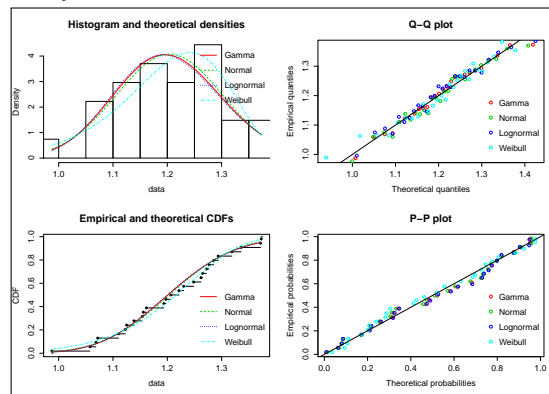 Histogram and theoretical densities
Density
0
1
2
3
4
Gamma
Normal
Lognormal
Weibull
1.0
1.1
1.2
1.3
data
Q−Q plot
Empirical quantiles
1.0
1.1
1.2
1.3
Gamma
Normal
Lognormal
Weibull
1.0
1.1
1.2
1.3
1.4
Theoretical quantiles
Empirical and theoretical CDFs
CDF
0.0
0.2
0.4
0.6
0.8
1.0
Gamma
Normal
Lognormal
Weibull
1.0
1.1
1.2
1.3
data
P−P plot
Empirical probabilities
0.0
0.2
0.4
0.6
0.8
1.0
Gamma
Normal
Lognormal
Weibull
0.0
0.2
0.4
0.6
0.8
1.0
Theoretical probabilities